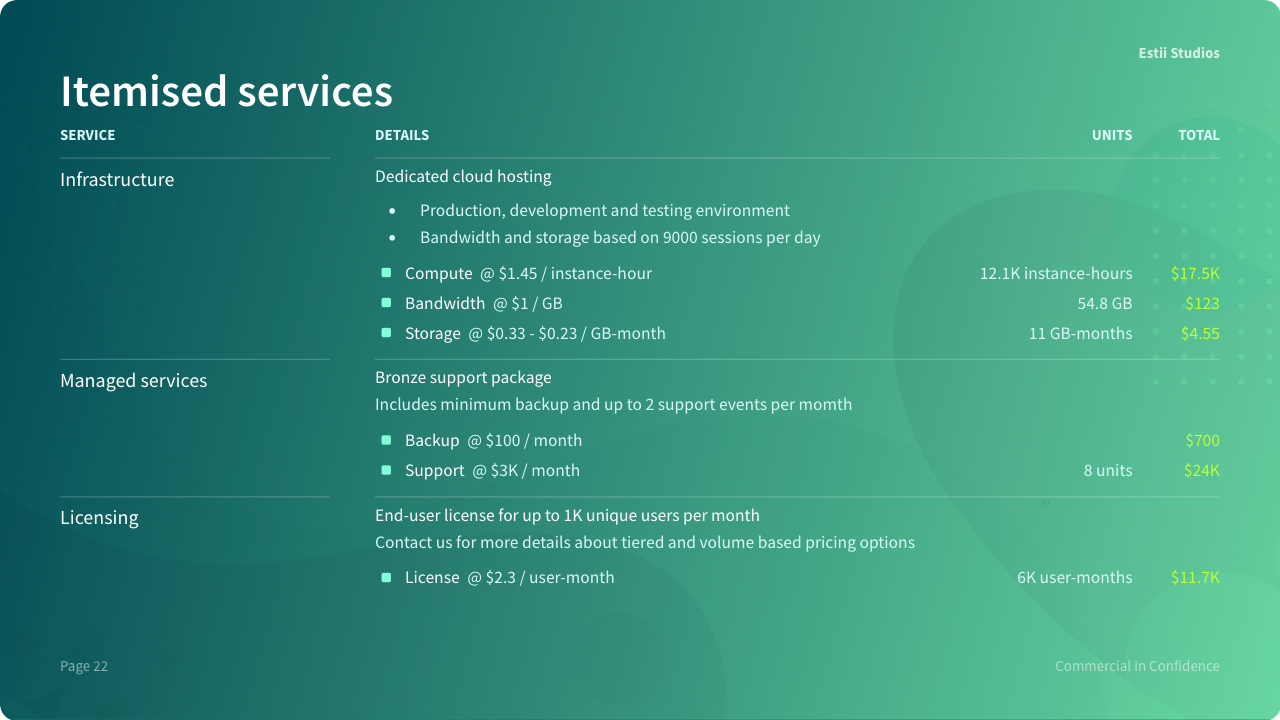 Estii Studios
Itemised services
SERVICE DETAILS UNITS TOTAL
Infrastructure Dedicated cloud hosting
• Production, development and testing environment
• Bandwidth and storage based on 9000 sessions per day
Compute @ $1.45 / instance-hour 12.1K instance-hours $17.5K
Bandwidth @ $1 / GB 54.8 GB $123
Storage @ $0.33 - $0.23 / GB-month 11 GB-months $4.55
Managed services Bronze support package
Includes minimum backup and up to 2 support events per momth
Backup @ $100 / month $700
Support @ $3K / month 8 units $24K
Licensing End-user license for up to 1K unique users per month
Contact us for more details about tiered and volume based pricing options
License @ $2.3 / user-month 6K user-months $11.7K
Page 22 Commercial in Confidence